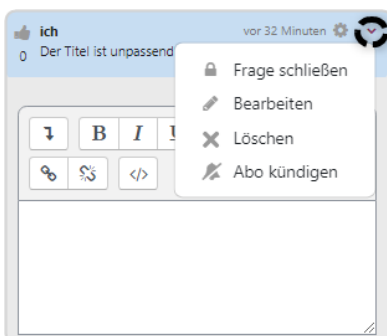 ich vor 32 Minuten
0 Der Titel ist unpassend
Frage schließen
Bearbeiten
Löschen
Abo kündigen
B I U
</>